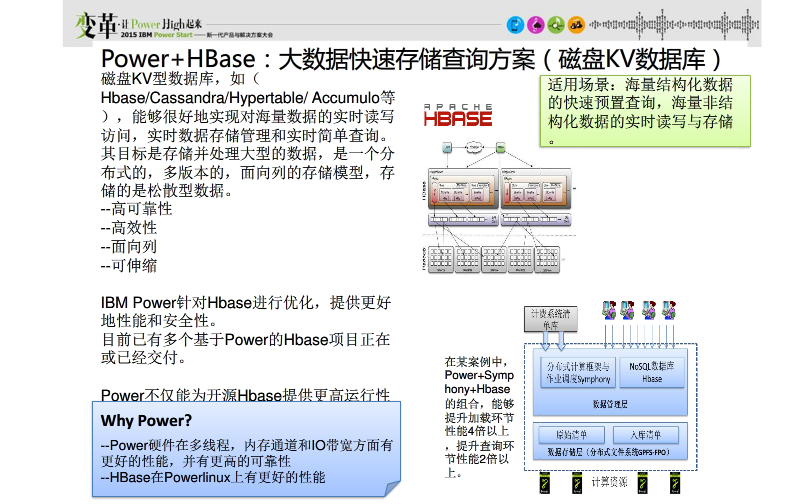 变革·计Power High起来
2015 IBM Power Start —— 新一代产品与解决方案大会
Power+HBase：大数据快速存储查询方案（磁盘KV数据库）
磁盘KV型数据库，如（
Hbase/Cassandra/Hypertable/ Accumulo等
），能够很好地实现对海量数据的实时读写
访问，实时数据存储管理和实时简单查询。
其目标是存储并处理大型的数据，是一个分
布式的，多版本的，面向列的存储模型，存
储的是松散型数据。
--高可靠性
--高效性
--面向列
--可伸缩
IBM Power针对Hbase进行优化，提供更好
地性能和安全性。
目前已有多个基于Power的Hbase项目正在
或已经交付。
Power不仅能为开源Hbase提供更高运行性
Why Power?
--Power硬件在多线程，内存通道和IO带宽方面有
更好的性能，并有更高的可靠性
--HBase在Powerlinux上有更好的性能
APACHE
HBASE
适用场景：海量结构化数据
的快速预置查询，海量非结
构化数据的实时读写与存储
。
在某案例中，
Power+Symp
hony+Hbase
的组合，能够
提升加载环节
性能4倍以上
，提升查询环
节性能2倍以
上。
计费系统清
单库
分布式计算框架与
作业调度Symphony
NoSQL数据库
Hbase
数据管理层
原始清单
入库清单
数据存储层（分布式文件系统GPFS-FPO）
计算资源